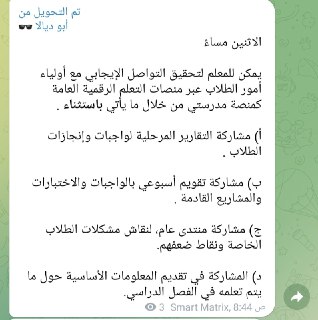 تم التحويل من
أبو ديالا 🕶
الاثنين مساءً
يمكن للمعلم لتحقيق التواصل الإيجابي مع أولياء
أمور الطلاب عبر منصات التعلم الرقمية العامة
كمنصة مدرستي من خلال ما يأتي باستثناء .
أ) مشاركة التقارير المرحلية لواجبات وإنجازات
الطلاب .
ب) مشاركة تقويم أسبوعي بالواجبات والاختبارات
والمشاريع القادمة .
ج) مشاركة منتدى عام، لنقاش مشكلات الطلاب
الخاصة ونقاط ضعفهم.
د) المشاركة في تقديم المعلومات الأساسية حول ما
يتم تعلمه في الفصل الدراسي.
3 Smart Matrix, 8:44 ص